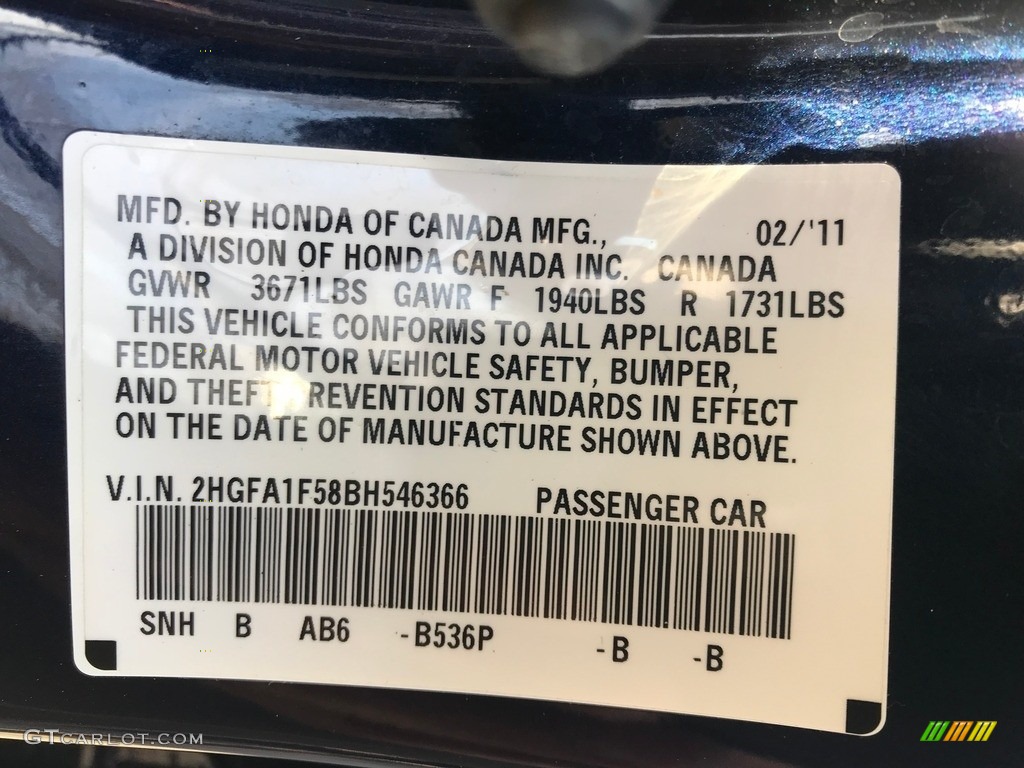 MFD. BY HONDA OF CANADA MFG., 02/'11
A DIVISION OF HONDA CANADA INC. CANADA
GVWR 3671LBS GAWR F 1940LBS R 1731LBS
THIS VEHICLE CONFORMS TO ALL APPLICABLE
FEDERAL MOTOR VEHICLE SAFETY, BUMPER,
AND THEFT PREVENTION STANDARDS IN EFFECT
ON THE DATE OF MANUFACTURE SHOWN ABOVE.
V.I.N. 2HGFA1F58BH546366 PASSENGER CAR
SNH B AB6 -B536P -B -B
GTCARLOT.COM